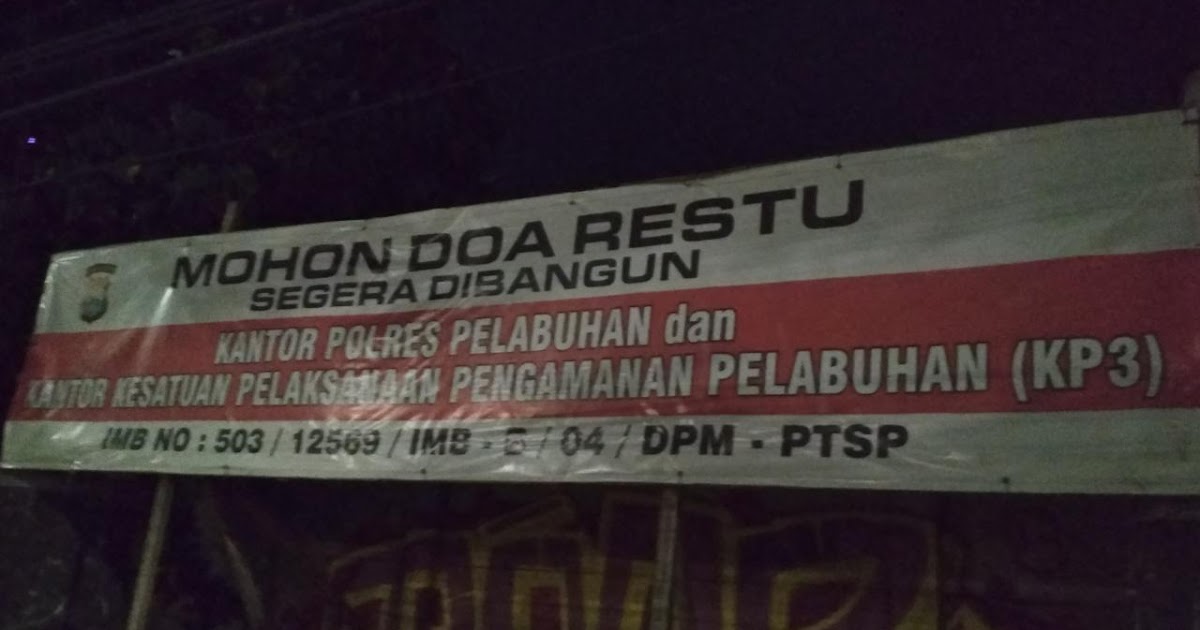 MOHON DOA RESTU
SEGERA DIBANGUN
KANTOR POLRES PELABUHAN dan
KANTOR KESATUAN PELAKSANAAN PENGAMANAN PELABUHAN (KP3)
IMB NO : 503 / 12569 / IMB - B / 04 / DPM - PTSP